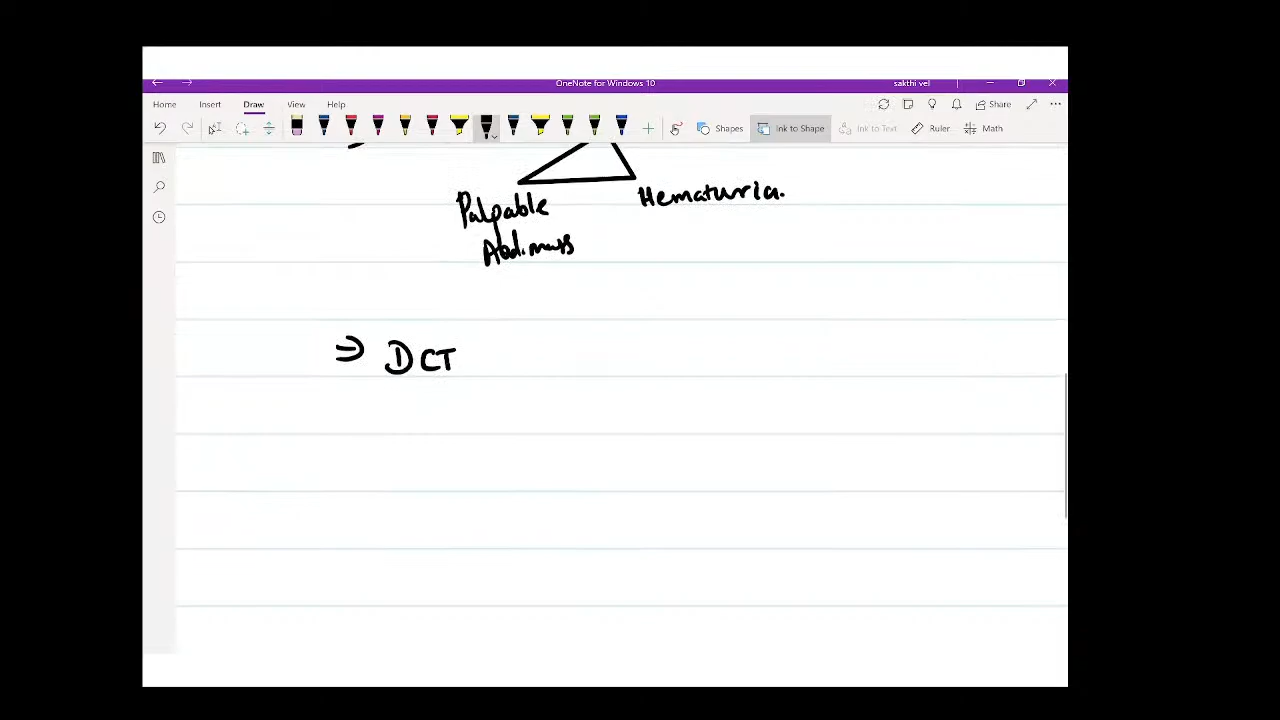 OneNote for Windows 10
sakthi vel
Home Insert Draw View Help
Share
Shapes Ink to Shape Ink to Text Ruler Math
Hematuria.
Palpable
Abd. mass
⇒ DCT